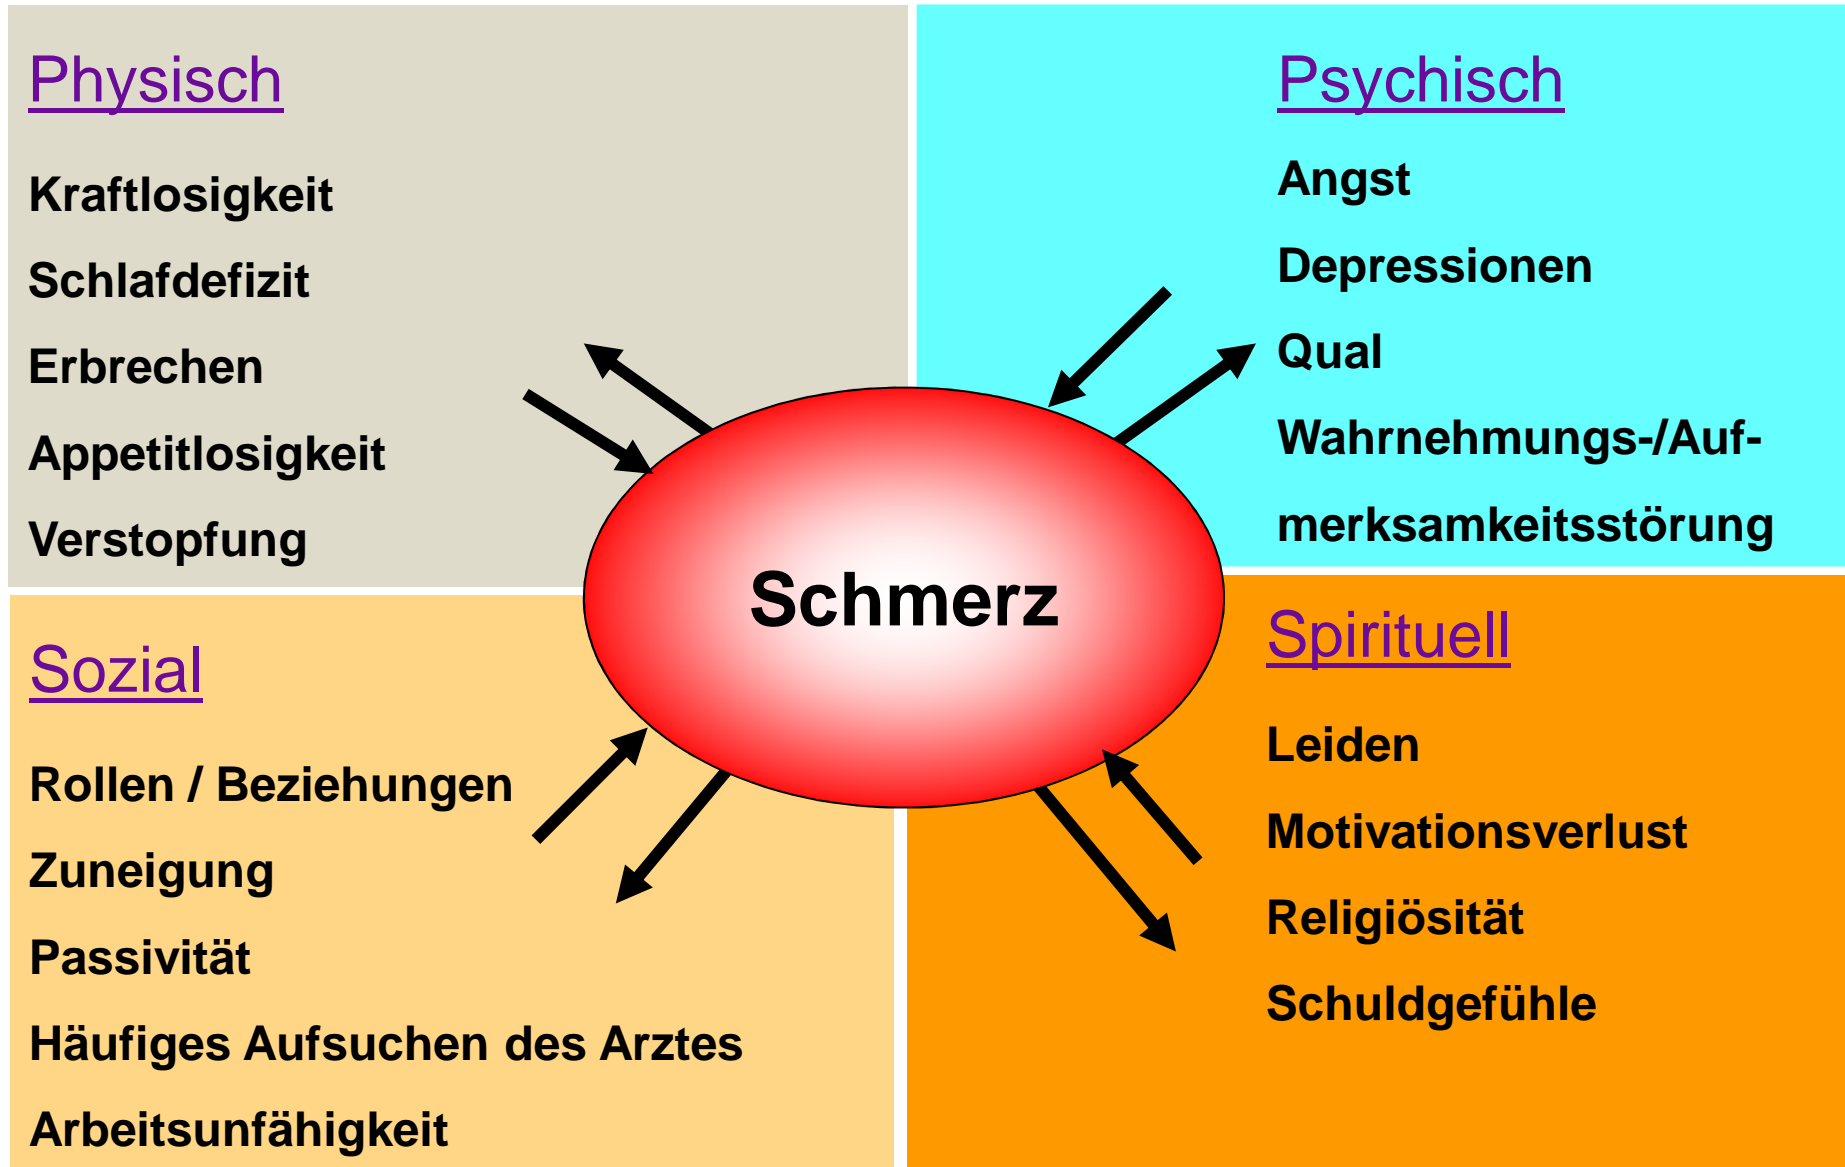 Physisch
Kraftlosigkeit
Schlafdefizit
Erbrechen
Appetitlosigkeit
Verstopfung
Psychisch
Angst
Depressionen
Qual
Wahrnehmungs-/Auf-
merksamkeitsstörung
Schmerz
Sozial
Rollen / Beziehungen
Zuneigung
Passivität
Häufiges Aufsuchen des Arztes
Arbeitsunfähigkeit
Spirituell
Leiden
Motivationsverlust
Religiösität
Schuldgefühle